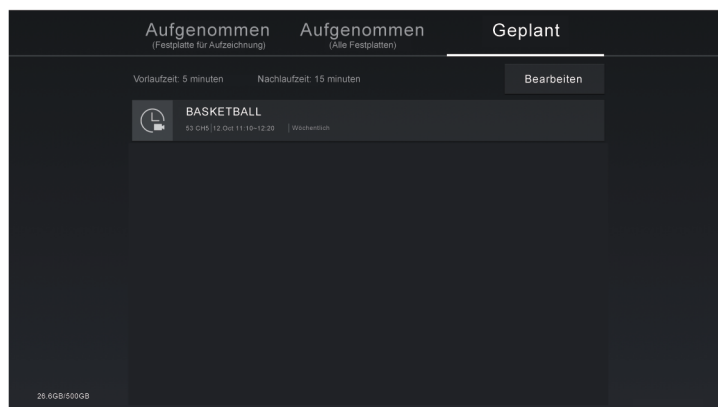 Aufgenommen Aufgenommen Geplant
(Festplatte für Aufzeichnung) (Alle Festplatten)
Vorlaufzeit: 5 minuten Nachlaufzeit: 15 minuten Bearbeiten
BASKETBALL
53 CH5|12.Oct 11:10~12:20 |Wöchentlich
26.6GB/500GB